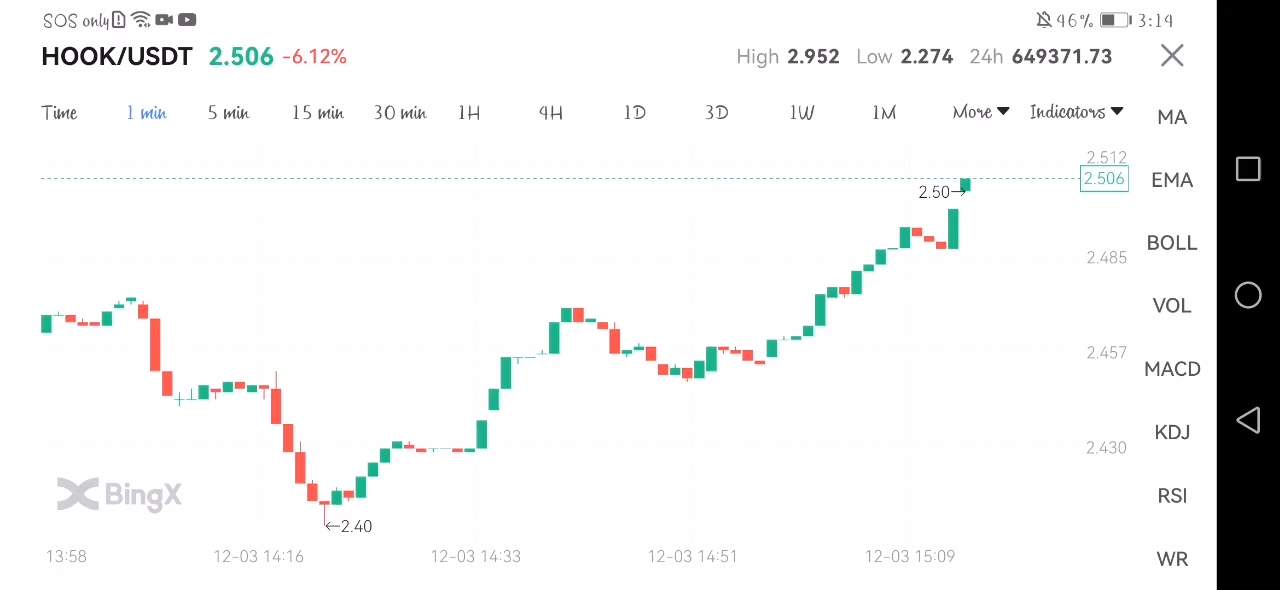 SOS only 46% 3:14
HOOK/USDT 2.506 -6.12% High 2.952 Low 2.274 24h 649371.73
Time 1 min 5 min 15 min 30 min 1H 4H 1D 3D 1W 1M More Indicators MA
2.512
2.506 EMA
2.50
BOLL
2.485
VOL
2.457
MACD
KDJ
2.430
BingX RSI
2.40
13:58 12-03 14:16 12-03 14:33 12-03 14:51 12-03 15:09 WR